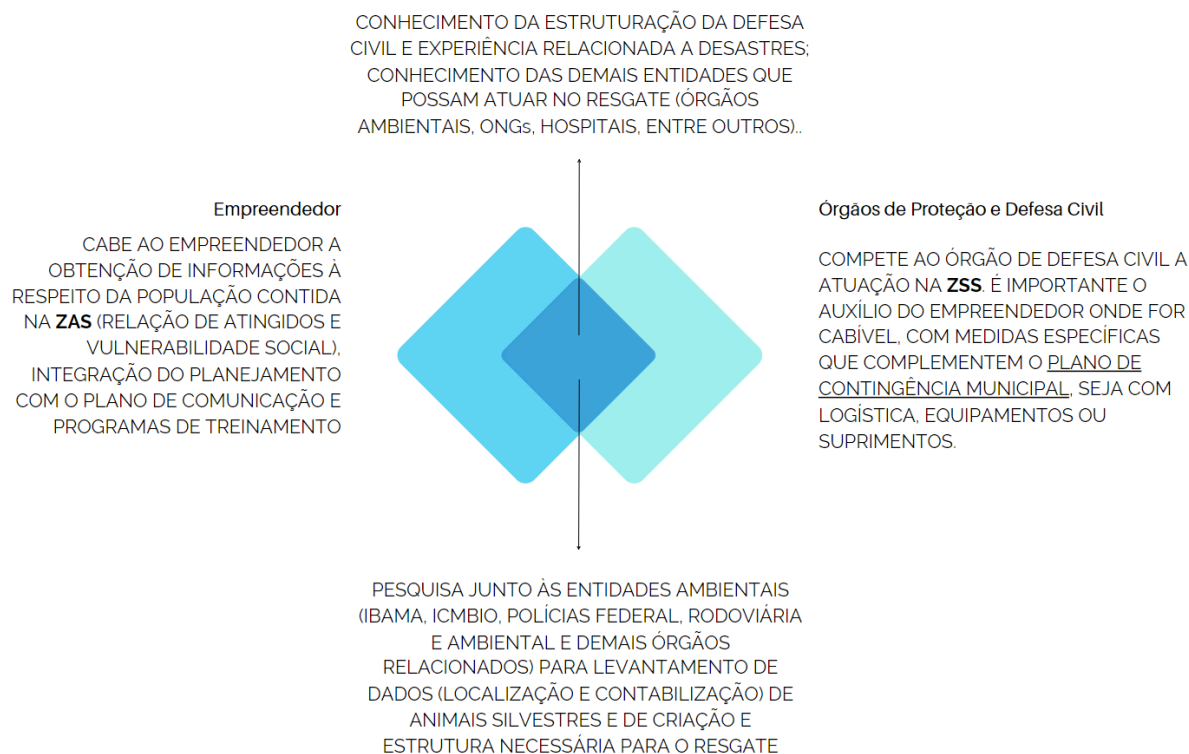 CONHECIMENTO DA ESTRUTURAÇÃO DA DEFESA
CIVIL E EXPERIÊNCIA RELACIONADA A DESASTRES;
CONHECIMENTO DAS DEMAIS ENTIDADES QUE
POSSAM ATUAR NO RESGATE (ÓRGÃOS
AMBIENTAIS, ONGs, HOSPITAIS, ENTRE OUTROS)..
Empreendedor
CABE AO EMPREENDEDOR A
OBTENÇÃO DE INFORMAÇÕES À
RESPEITO DA POPULAÇÃO CONTIDA
NA ZAS (RELAÇÃO DE ATINGIDOS E
VULNERABILIDADE SOCIAL),
INTEGRAÇÃO DO PLANEJAMENTO
COM O PLANO DE COMUNICAÇÃO E
PROGRAMAS DE TREINAMENTO
Órgãos de Proteção e Defesa Civil
COMPETE AO ÓRGÃO DE DEFESA CIVIL A
ATUAÇÃO NA ZSS. É IMPORTANTE O
AUXÍLIO DO EMPREENDEDOR ONDE FOR
CABÍVEL, COM MEDIDAS ESPECÍFICAS
QUE COMPLEMENTEM O PLANO DE
CONTINGÊNCIA MUNICIPAL, SEJA COM
LOGÍSTICA, EQUIPAMENTOS OU
SUPRIMENTOS.
PESQUISA JUNTO ÀS ENTIDADES AMBIENTAIS
(IBAMA, ICMBIO, POLÍCIAS FEDERAL, RODOVIÁRIA
E AMBIENTAL E DEMAIS ÓRGÃOS
RELACIONADOS) PARA LEVANTAMENTO DE
DADOS (LOCALIZAÇÃO E CONTABILIZAÇÃO) DE
ANIMAIS SILVESTRES E DE CRIAÇÃO E
ESTRUTURA NECESSÁRIA PARA O RESGATE